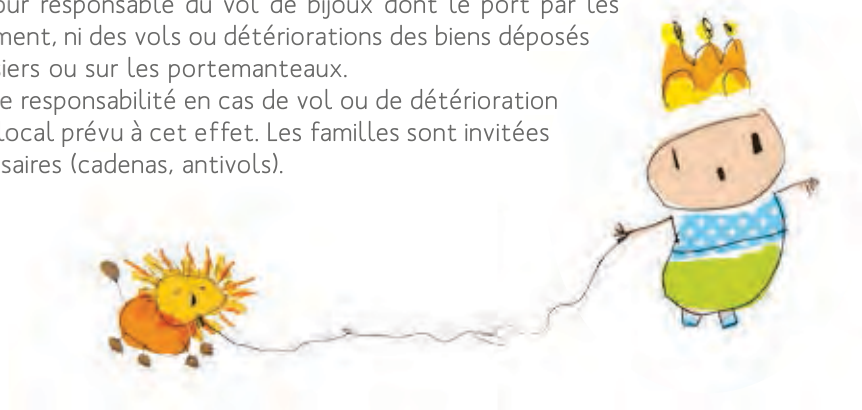 our responsable du vol de bijoux dont le port par les
ment, ni des vols ou détériorations des biens déposés
iers ou sur les portemanteaux.
e responsabilité en cas de vol ou de détérioration
local prévu à cet effet. Les familles sont invitées
saires (cadenas, antivols).